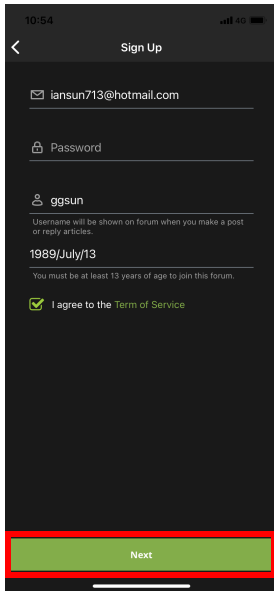 10:54 4G
Sign Up
iansun713@hotmail.com
Password
ggsun
Username will be shown on forum when you make a post
or reply articles.
1989/July/13
You must be at least 13 years of age to join this forum.
I agree to the Term of Service
Next